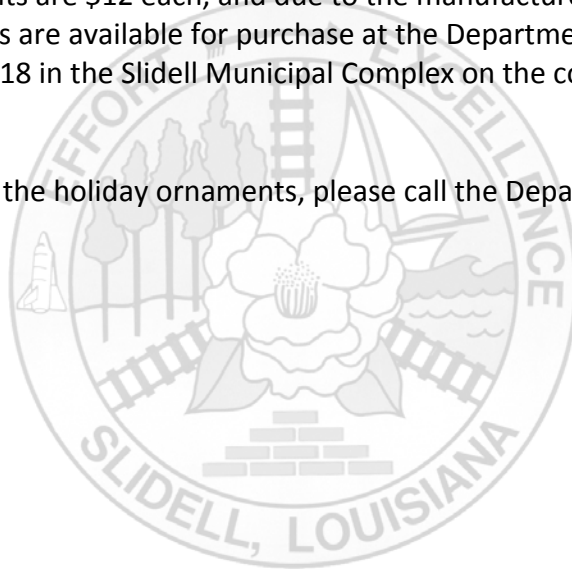 ts are $12 each, and due to the manufacture
s are available for purchase at the Departme
18 in the Slidell Municipal Complex on the co
the holiday ornaments, please call the Depa
EFFORT EXCELLENCE
SLIDELL, LOUISIANA